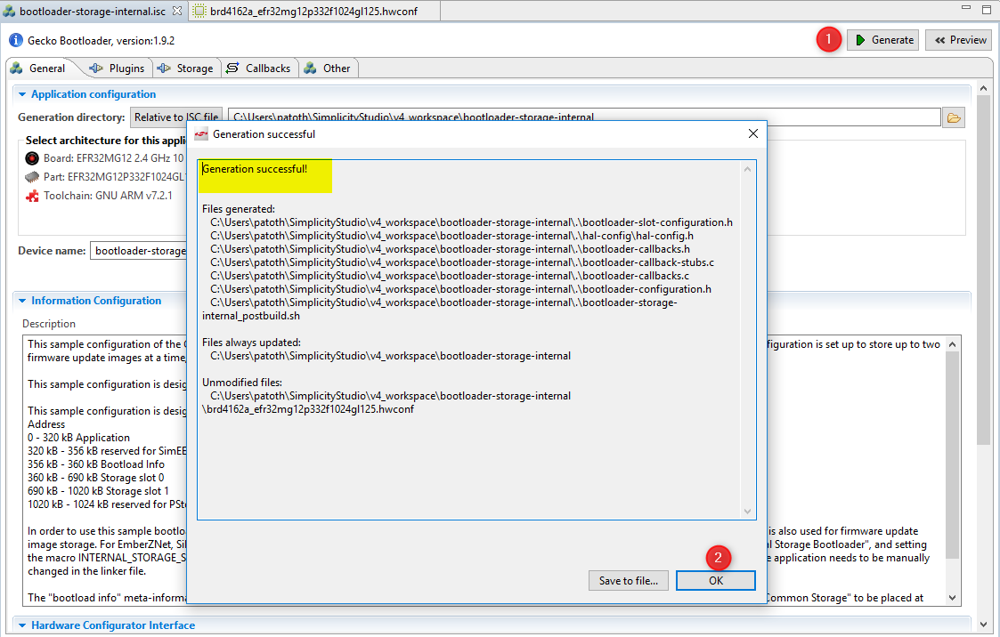 bootloader-storage-internal.isc
brd4162a_efr32mg12p332f1024gl125.hwconf
Gecko Bootloader, version:1.9.2
1
Generate
Preview
General
Plugins
Storage
Callbacks
Other
Application configuration
Generation directory:
Relative to ISC file
C:\Users\patoth\SimplicityStudio\v4_workspace\bootloader-storage-internal
Select architecture for this appli
Board: EFR32MG12 2.4 GHz 10
Part: EFR32MG12P332F1024GL1
Toolchain: GNU ARM v7.2.1
Device name:
bootloader-storage
Generation successful
Generation successful!
Files generated:
C:\Users\patoth\SimplicityStudio\v4_workspace\bootloader-storage-internal\.\bootloader-slot-configuration.h
C:\Users\patoth\SimplicityStudio\v4_workspace\bootloader-storage-internal\.\hal-config\hal-config.h
C:\Users\patoth\SimplicityStudio\v4_workspace\bootloader-storage-internal\.\bootloader-callbacks.h
C:\Users\patoth\SimplicityStudio\v4_workspace\bootloader-storage-internal\.\bootloader-callback-stubs.c
C:\Users\patoth\SimplicityStudio\v4_workspace\bootloader-storage-internal\.\bootloader-callbacks.c
C:\Users\patoth\SimplicityStudio\v4_workspace\bootloader-storage-internal\.\bootloader-configuration.h
C:\Users\patoth\SimplicityStudio\v4_workspace\bootloader-storage-internal\.\bootloader-storage-
internal_postbuild.sh
Files always updated:
C:\Users\patoth\SimplicityStudio\v4_workspace\bootloader-storage-internal
Unmodified files:
C:\Users\patoth\SimplicityStudio\v4_workspace\bootloader-storage-internal
\brd4162a_efr32mg12p332f1024gl125.hwconf
2
Save to file...
OK
Information Configuration
Description
This sample configuration of the
figuration is set up to store up to two
firmware update images at a time,
This sample configuration is desig
This sample configuration is desig
Address
0 - 320 kB Application
320 kB - 356 kB reserved for SimEE
356 kB - 360 kB Bootload Info
360 kB - 690 kB Storage slot 0
690 kB - 1020 kB Storage slot 1
1020 kB - 1024 kB reserved for PSto
In order to use this sample bootlo
is also used for firmware update
image storage. For EmberZNet, Sil
l Storage Bootloader", and setting
the macro INTERNAL_STORAGE_S
e application needs to be manually
changed in the linker file.
The "bootload info" meta-informa
Common Storage" to be placed at
Hardware Configurator Interface